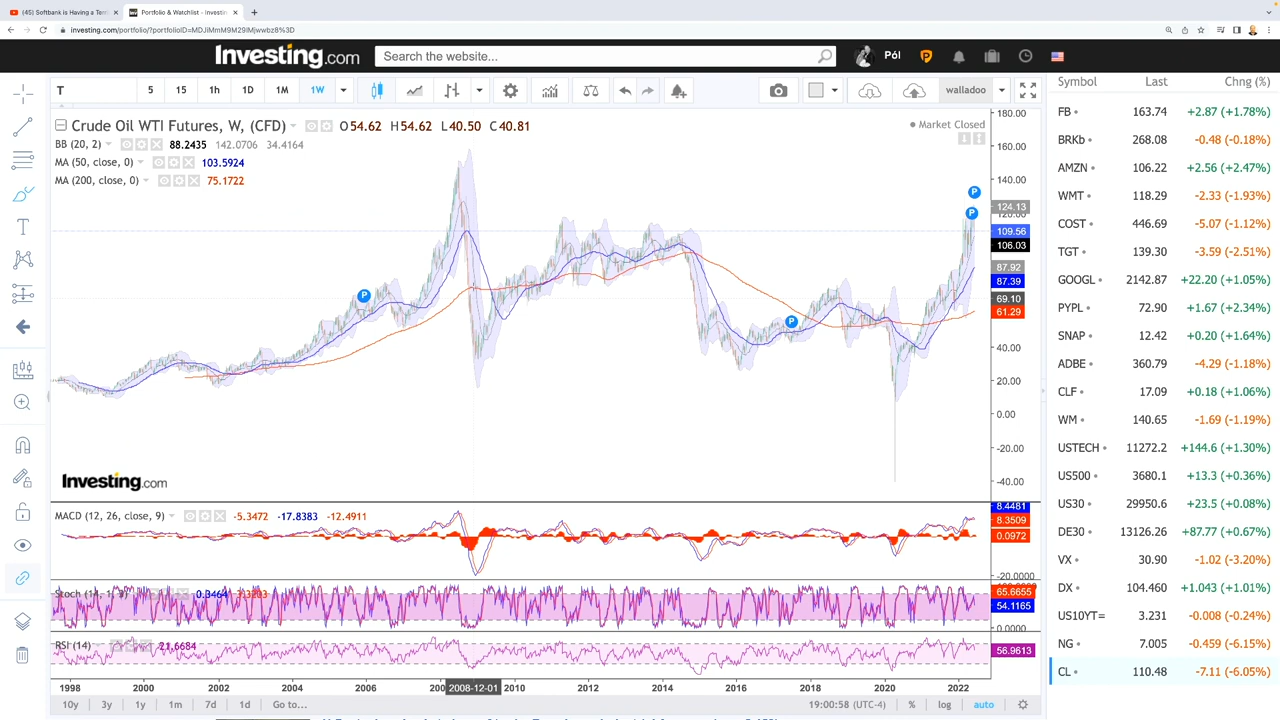 (45) Softbank is Having a Ter
Portfolio & Watchlist - Investin
investing.com/portfolio/?portfolioID=MDJiMmM9M29lMjwwbz8%3D
Investing.com
Search the website...
Pól
T
5
15
1h
1D
1M
1W
walladoo
Symbol Last Chng (%)
Crude Oil WTI Futures, W, (CFD)
O54.62 H54.62 L40.50 C40.81
Market Closed
BB (20, 2) 88.2435 142.0706 34.4164
MA (50, close, 0) 103.5924
MA (200, close, 0) 75.1722
180.00
160.00
140.00
124.13
120.00
109.56
106.03
87.92
87.39
69.10
61.29
40.00
20.00
0.00
-20.00
-40.00
P
P
P
P
Investing.com
MACD (12, 26, close, 9) -5.3472 -17.8383 -12.4911
8.4481
8.3509
0.0972
-20.0000
Stoch (14, 1, 3) 0.3464 3.3203
65.6655
54.1165
0.0000
RSI (14) 21.6684
56.9613
1998 2000 2002 2004 2006 200 2008-12-01 2010 2012 2014 2016 2018 2020 2022
10y 3y 1y 1m 7d 1d Go to...
19:00:58 (UTC-4) % log auto
FB 163.74 +2.87 (+1.78%)
BRKb 268.08 -0.48 (-0.18%)
AMZN 106.22 +2.56 (+2.47%)
WMT 118.29 -2.33 (-1.93%)
COST 446.69 -5.07 (-1.12%)
TGT 139.30 -3.59 (-2.51%)
GOOGL 2142.87 +22.20 (+1.05%)
PYPL 72.90 +1.67 (+2.34%)
SNAP 12.42 +0.20 (+1.64%)
ADBE 360.79 -4.29 (-1.18%)
CLF 17.09 +0.18 (+1.06%)
WM 140.65 -1.69 (-1.19%)
USTECH 11272.2 +144.6 (+1.30%)
US500 3680.1 +13.3 (+0.36%)
US30 29950.6 +23.5 (+0.08%)
DE30 13126.26 +87.77 (+0.67%)
VX 30.90 -1.02 (-3.20%)
DX 104.460 +1.043 (+1.01%)
US10YT= 3.231 -0.008 (-0.24%)
NG 7.005 -0.459 (-6.15%)
CL 110.48 -7.11 (-6.05%)